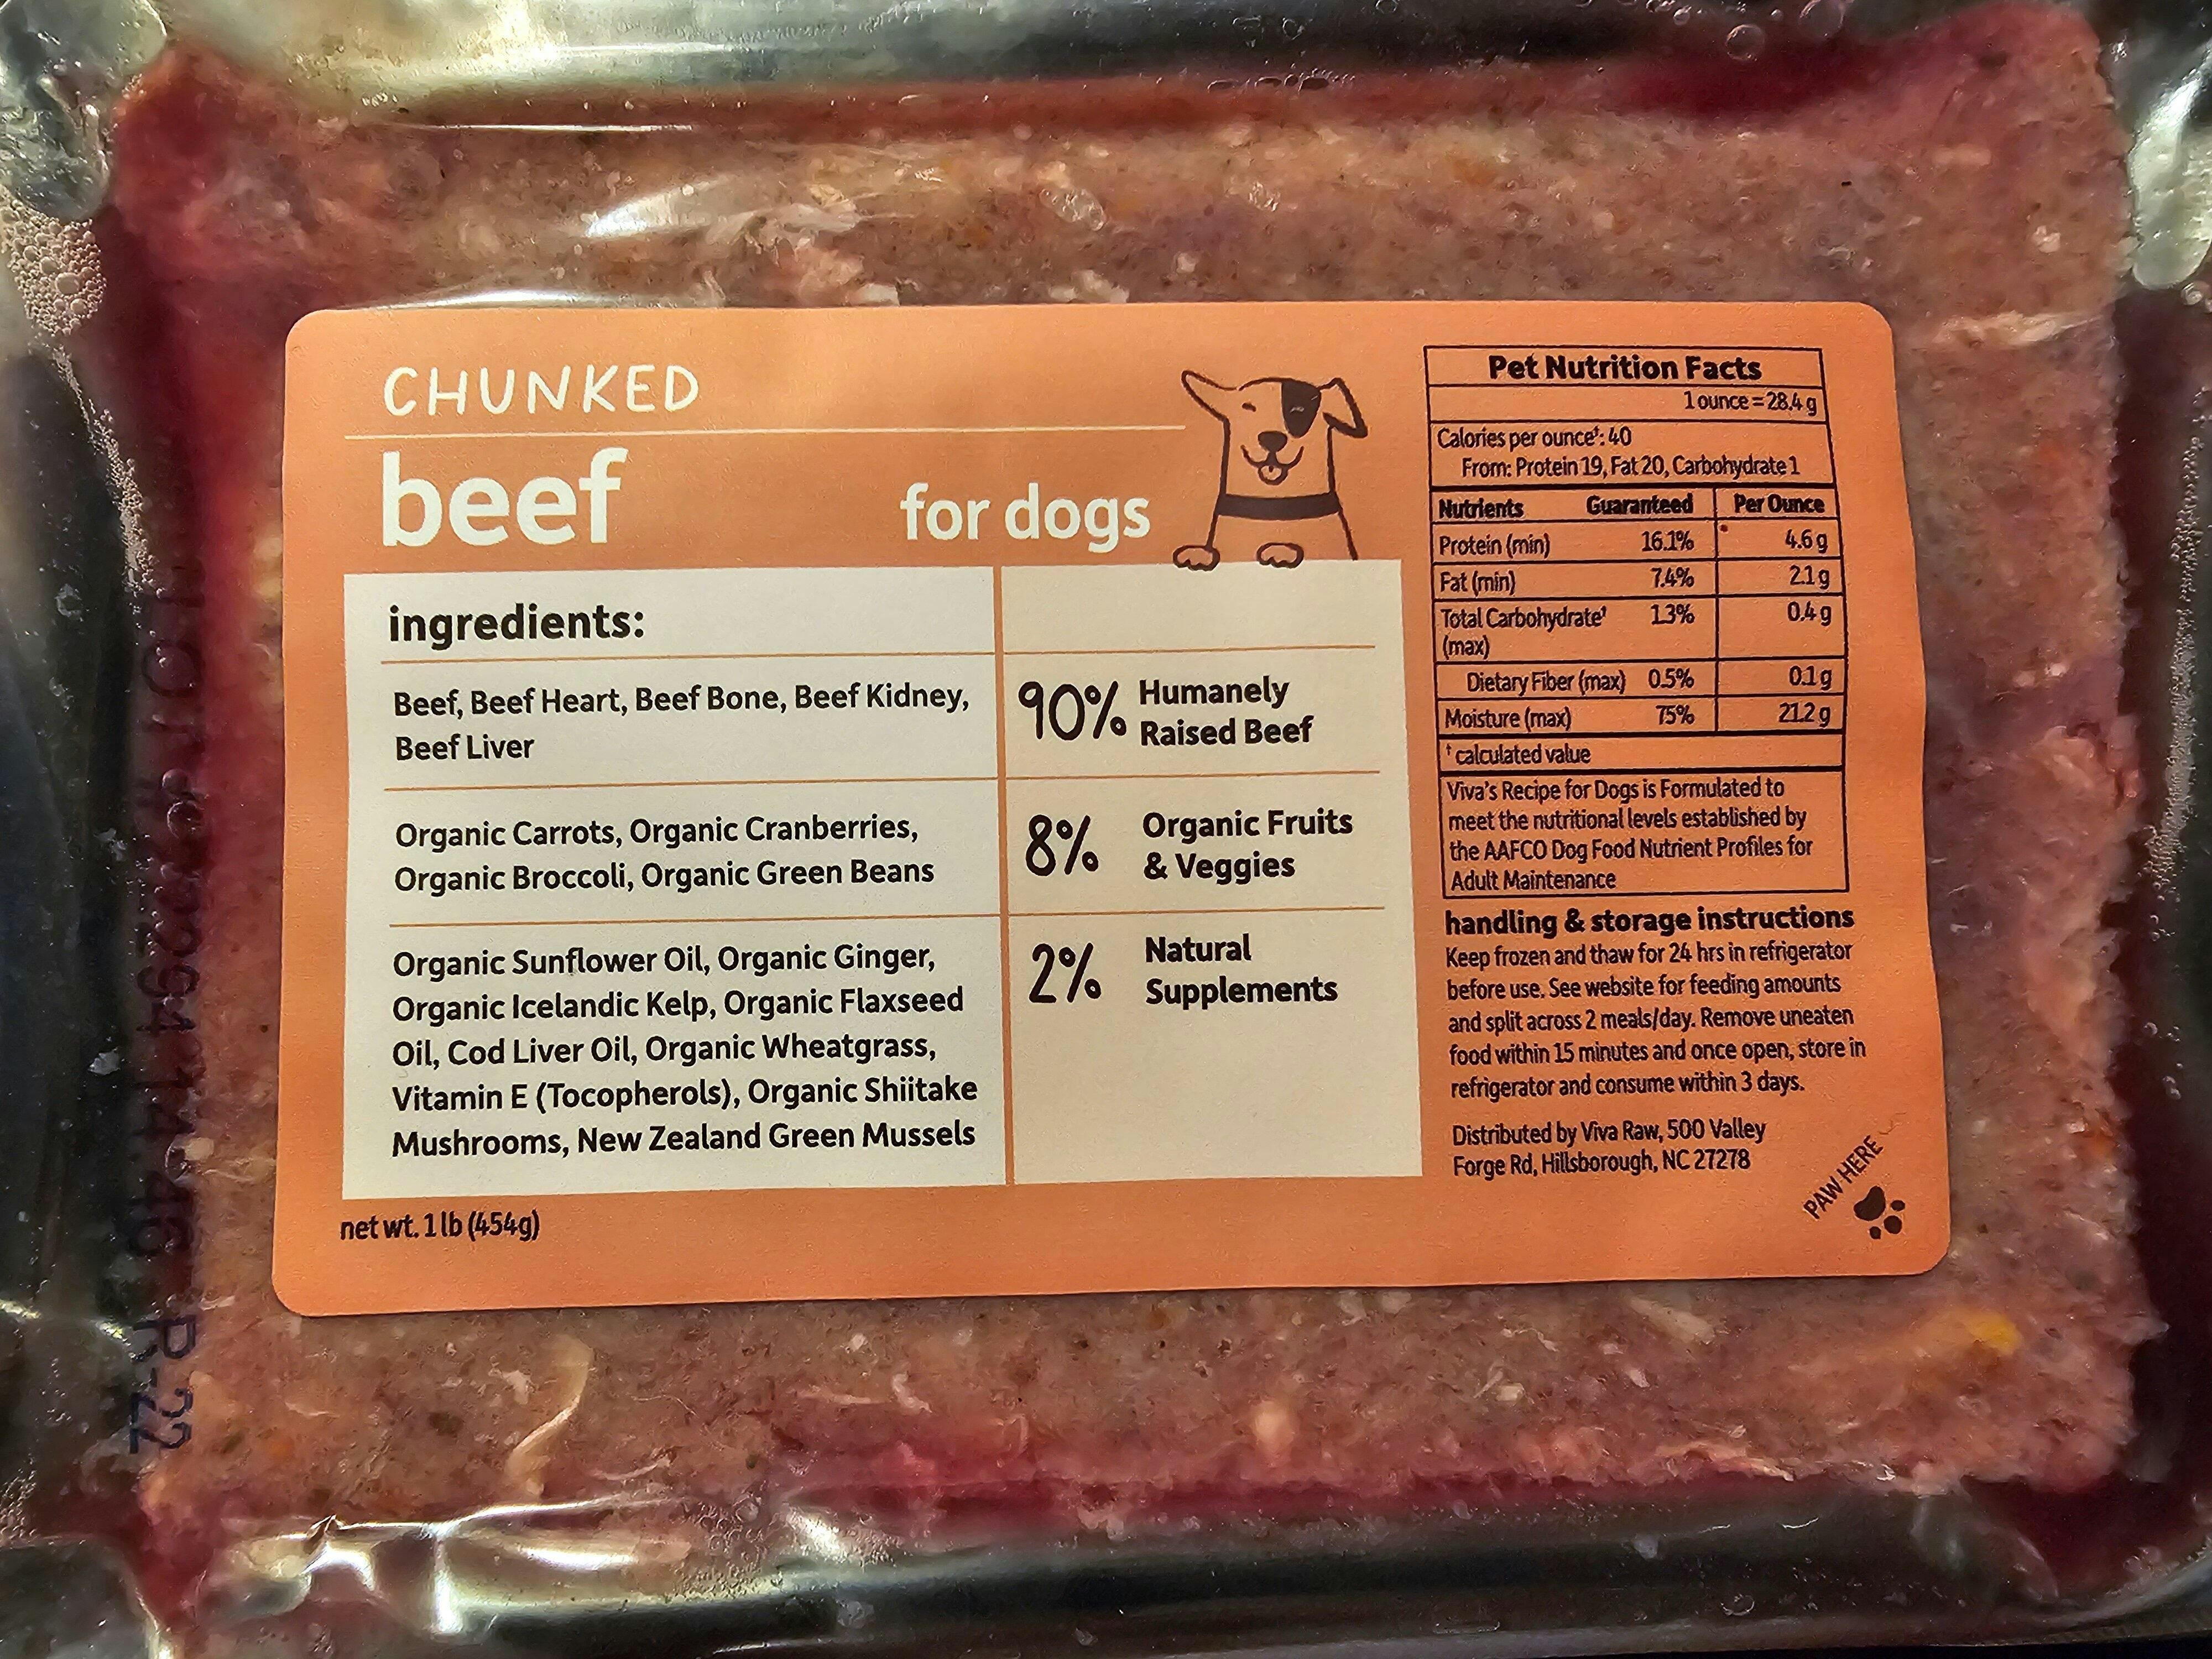 CHUNKED
beef
for dogs
ingredients:
Beef, Beef Heart, Beef Bone, Beef Kidney,
Beef Liver
90% Humanely
Raised Beef
Organic Carrots, Organic Cranberries,
Organic Broccoli, Organic Green Beans
8% Organic Fruits
& Veggies
Organic Sunflower Oil, Organic Ginger,
Organic Icelandic Kelp, Organic Flaxseed
Oil, Cod Liver Oil, Organic Wheatgrass,
Vitamin E (Tocopherols), Organic Shiitake
Mushrooms, New Zealand Green Mussels
2% Natural
Supplements
net wt. 1 lb (454g)
Pet Nutrition Facts
1 ounce = 28.4 g
Calories per ounce†: 40
From: Protein 19, Fat 20, Carbohydrate 1
Nutrients Guaranteed Per Ounce
Protein (min) 16.1% 4.6 g
Fat (min) 7.4% 2.1 g
Total Carbohydrate† 1.3% 0.4 g
(max)
Dietary Fiber (max) 0.5% 0.1 g
Moisture (max) 75% 21.2 g
† calculated value
Viva's Recipe for Dogs is Formulated to
meet the nutritional levels established by
the AAFCO Dog Food Nutrient Profiles for
Adult Maintenance
handling & storage instructions
Keep frozen and thaw for 24 hrs in refrigerator
before use. See website for feeding amounts
and split across 2 meals/day. Remove uneaten
food within 15 minutes and once open, store in
refrigerator and consume within 3 days.
Distributed by Viva Raw, 500 Valley
Forge Rd, Hillsborough, NC 27278
PAW HERE